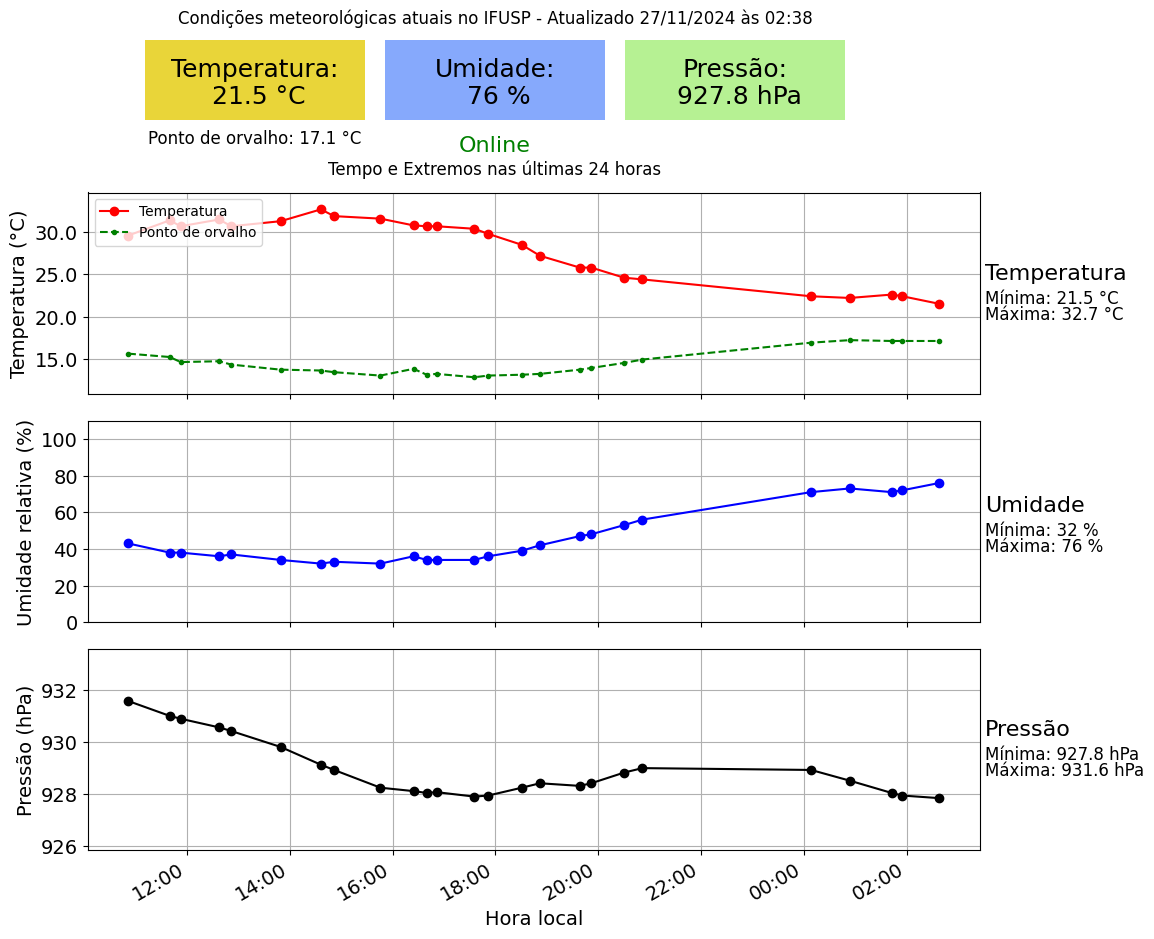 Condições meteorológicas atuais no IFUSP - Atualizado 27/11/2024 às 02:38
Temperatura:
21.5 °C
Umidade:
76 %
Pressão:
927.8 hPa
Ponto de orvalho: 17.1 °C
Online
Tempo e Extremos nas últimas 24 horas
Temperatura (°C)
30.0
25.0
20.0
15.0
Temperatura
Ponto de orvalho
Temperatura
Mínima: 21.5 °C
Máxima: 32.7 °C
Umidade relativa (%)
100
80
60
40
20
0
Umidade
Mínima: 32 %
Máxima: 76 %
Pressão (hPa)
932
930
928
926
Pressão
Mínima: 927.8 hPa
Máxima: 931.6 hPa
12:00 14:00 16:00 18:00 20:00 22:00 00:00 02:00
Hora local